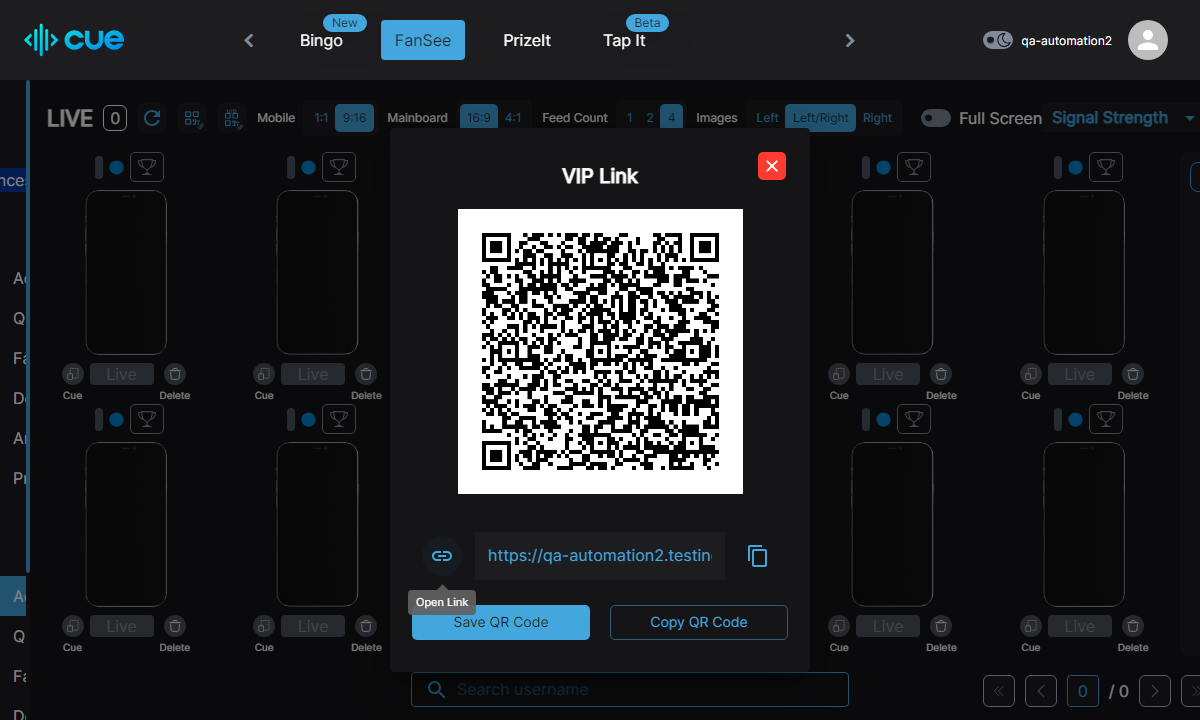 cue
Bingo
New
FanSee
PrizeIt
Tap It
Beta
qa-automation2
LIVE 0
Mobile 1:1 9:16
Mainboard 16:9 4:1
Feed Count 1 2 4
Images Left Left/Right Right
Full Screen
Signal Strength
VIP Link
nce
Ac
Q
Fa
De
An
Pr
Live Live Live Live
Cue Delete Cue Delete Cue Delete Cue Delete
https://qa-automation2.testin
Open Link
Save QR Code
Copy QR Code
Ac
Q
Fa
De
Live Live Live Live
Cue Delete Cue Delete Cue Delete Cue Delete
Search username
0 / 0